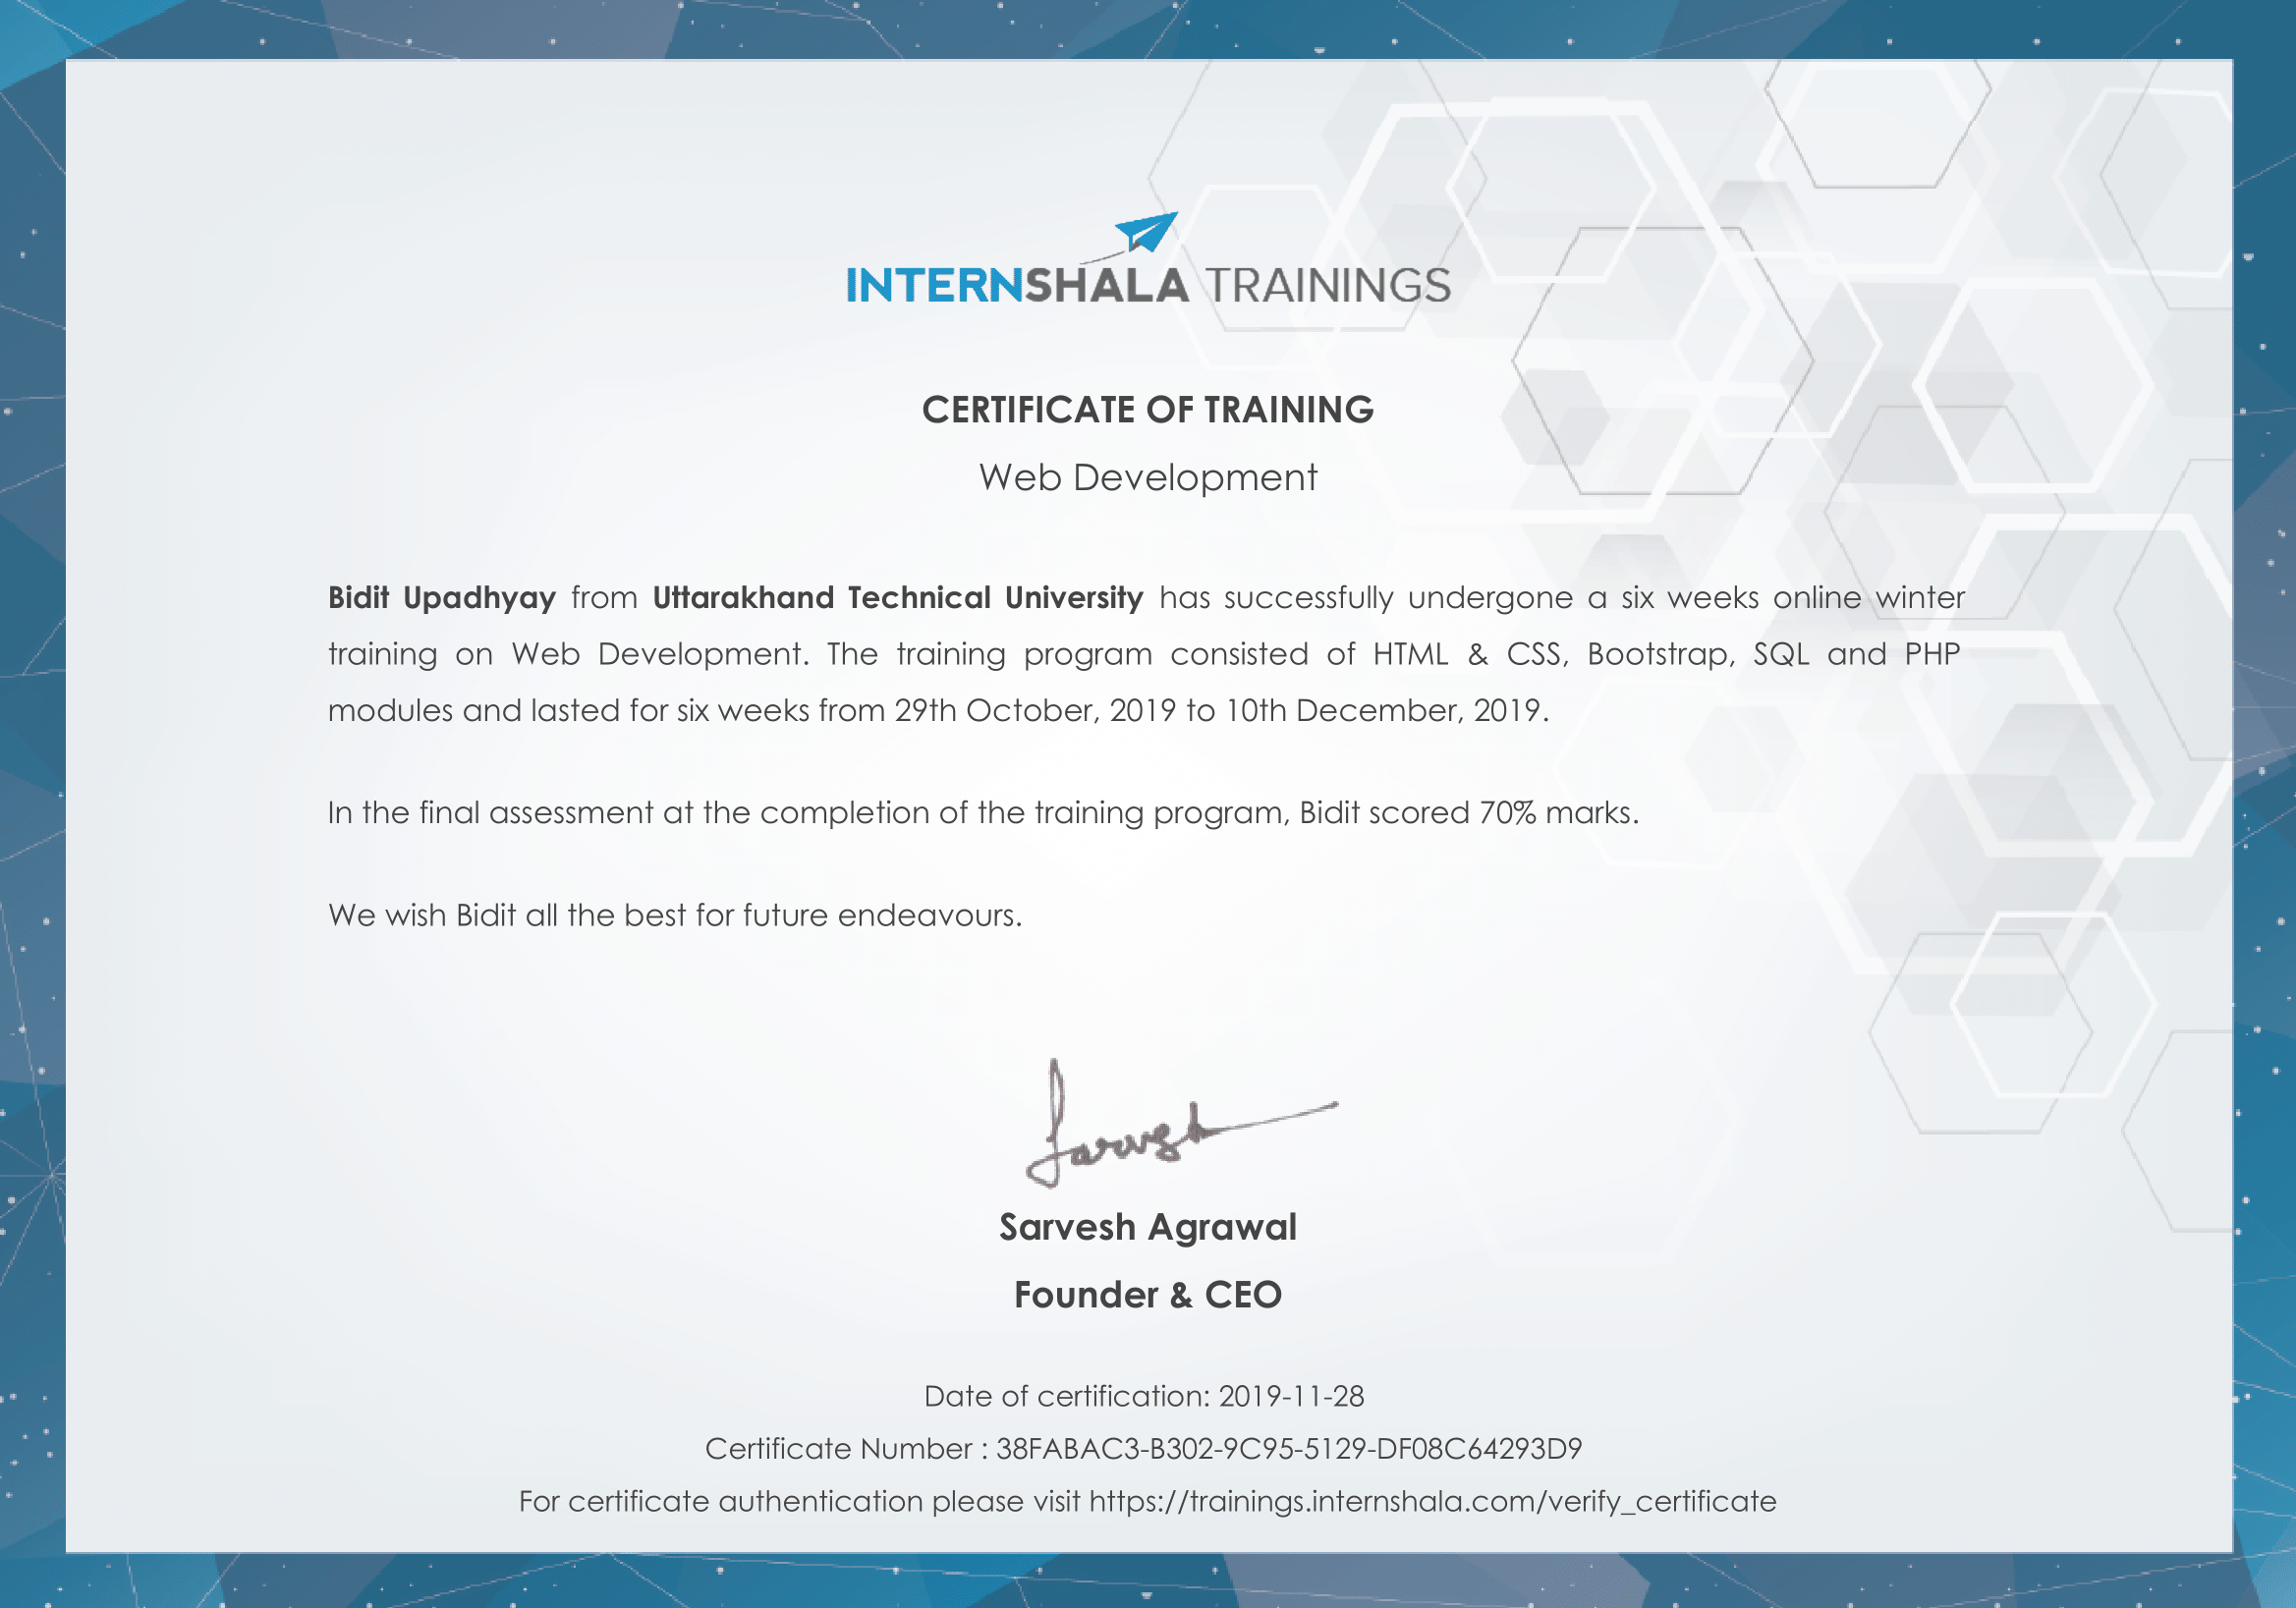 INTERNSHALA TRAININGS
CERTIFICATE OF TRAINING
Web Development
Bidit Upadhyay from Uttarakhand Technical University has successfully undergone a six weeks online winter
training on Web Development. The training program consisted of HTML & CSS, Bootstrap, SQL and PHP
modules and lasted for six weeks from 29th October, 2019 to 10th December, 2019.
In the final assessment at the completion of the training program, Bidit scored 70% marks.
We wish Bidit all the best for future endeavours.
Sarvesh
Sarvesh Agrawal
Founder & CEO
Date of certification: 2019-11-28
Certificate Number : 38FABAC3-B302-9C95-5129-DF08C64293D9
For certificate authentication please visit https://trainings.internshala.com/verify_certificate